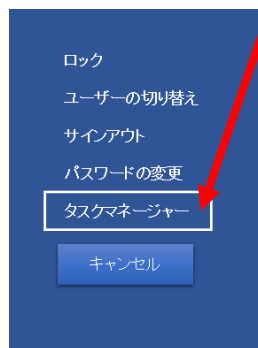 ロック
ユーザーの切り替え
サインアウト
パスワードの変更
タスクマネージャー
キャンセル